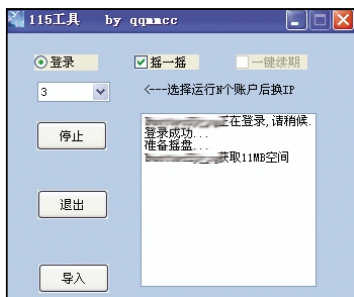 115工具 by qqmmcc
登录 摇一摇 一键续期
3 <---选择运行N个账户后换IP
停止
退出
导入
正在登录,请稍候.
登录成功...
准备摇盘...
获取11MB空间